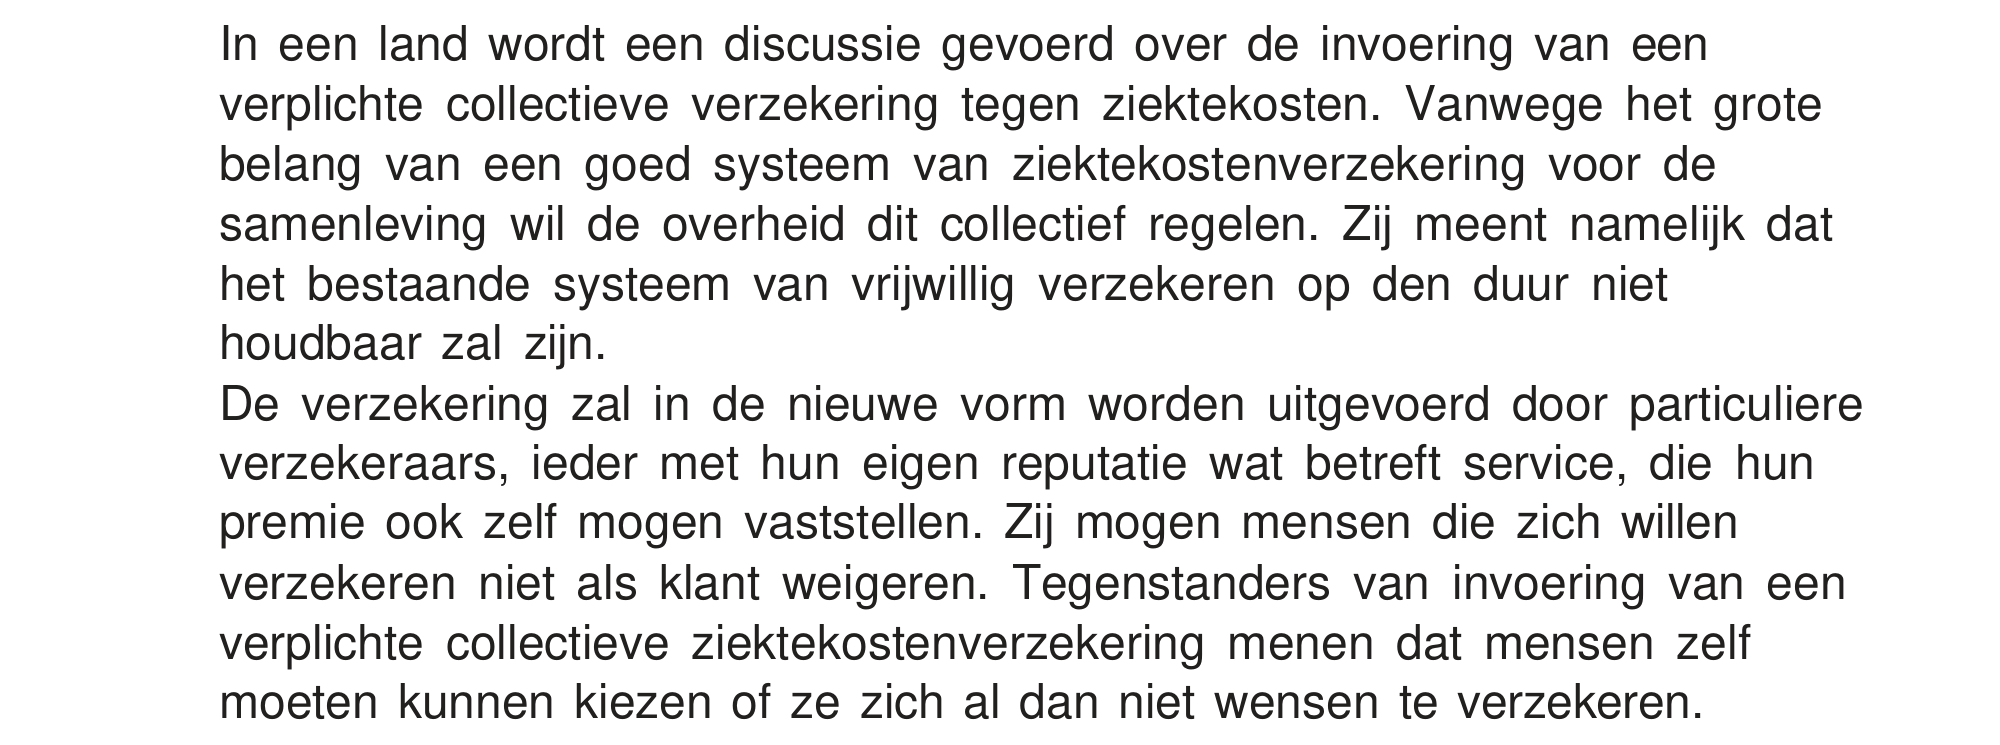 In een land wordt een discussie gevoerd over de invoering van een
verplichte collectieve verzekering tegen ziektekosten. Vanwege het grote
belang van een goed systeem van ziektekostenverzekering voor de
samenleving wil de overheid dit collectief regelen. Zij meent namelijk dat
het bestaande systeem van vrijwillig verzekeren op den duur niet
houdbaar zal zijn.
De verzekering zal in de nieuwe vorm worden uitgevoerd door particuliere
verzekeraars, ieder met hun eigen reputatie wat betreft service, die hun
premie ook zelf mogen vaststellen. Zij mogen mensen die zich willen
verzekeren niet als klant weigeren. Tegenstanders van invoering van een
verplichte collectieve ziektekostenverzekering menen dat mensen zelf
moeten kunnen kiezen of ze zich al dan niet wensen te verzekeren.